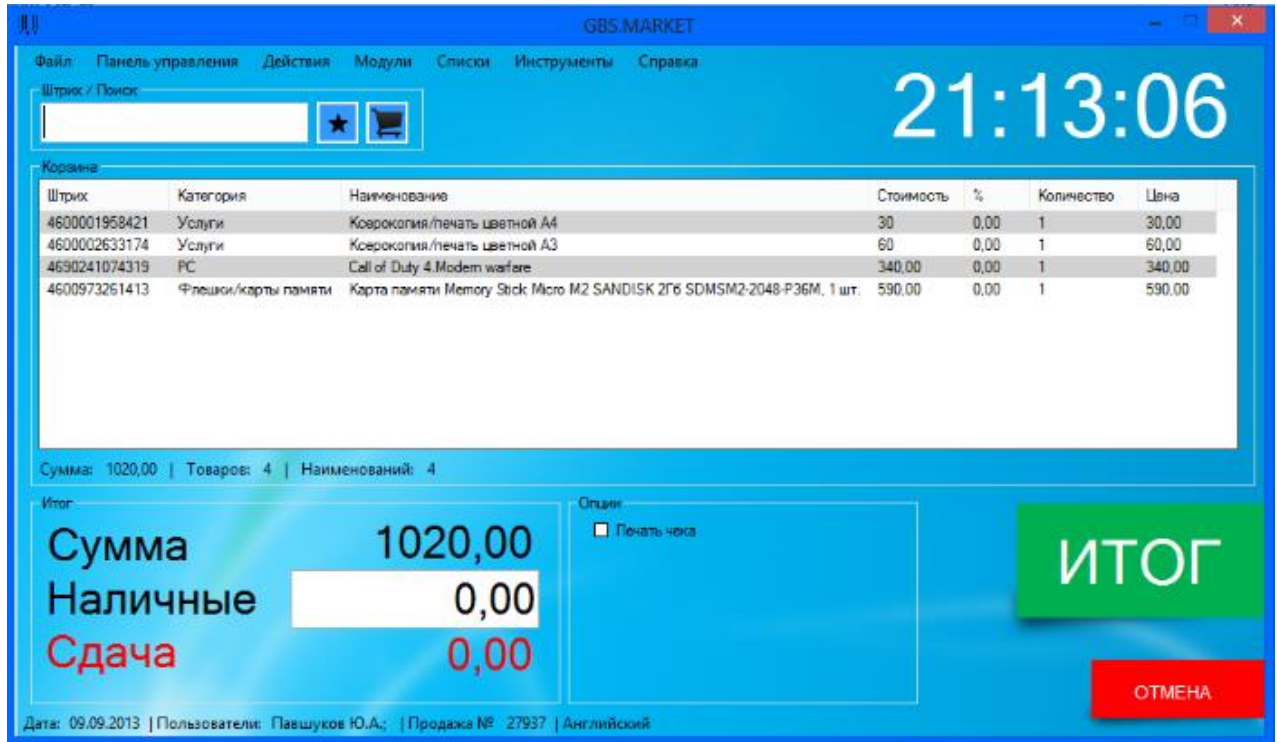 GBS.MARKET
Файл Панель управления Действия Модули Списки Инструменты Справка
Штрих / Поиск
21:13:06
Корзина
Штрих Категория Наименование Стоимость % Количество Цена
4600001958421 Услуги Ксерокопия/печать цветной А4 30 0,00 1 30,00
4600002633174 Услуги Ксерокопия/печать цветной А3 60 0,00 1 60,00
4690241074319 PC Call of Duty 4.Modern warfare 340,00 0,00 1 340,00
4600973261413 Флешки/карты памяти Карта памяти Memory Stick Micro M2 SANDISK 2Гб SDMSM2-2048-P36M, 1 шт. 590,00 0,00 1 590,00
Сумма: 1020,00 | Товаров: 4 | Наименований: 4
Итог
Опции
Сумма 1020,00
Печать чека
Наличные 0,00
ИТОГ
Сдача 0,00
ОТМЕНА
Дата: 09.09.2013 | Пользователи: Павшуков Ю.А.; | Продажа № 27937 | Английский